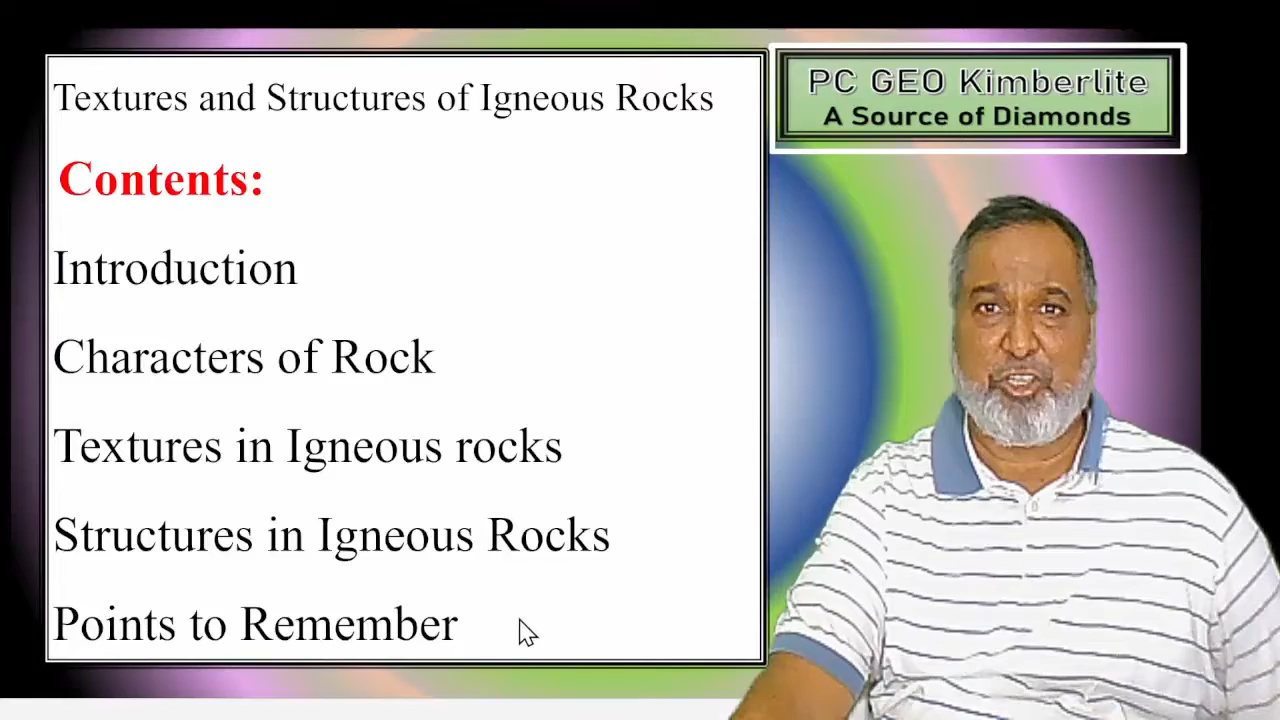 Textures and Structures of Igneous Rocks
Contents:
Introduction
Characters of Rock
Textures in Igneous rocks
Structures in Igneous Rocks
Points to Remember
PC GEO Kimberlite
A Source of Diamonds